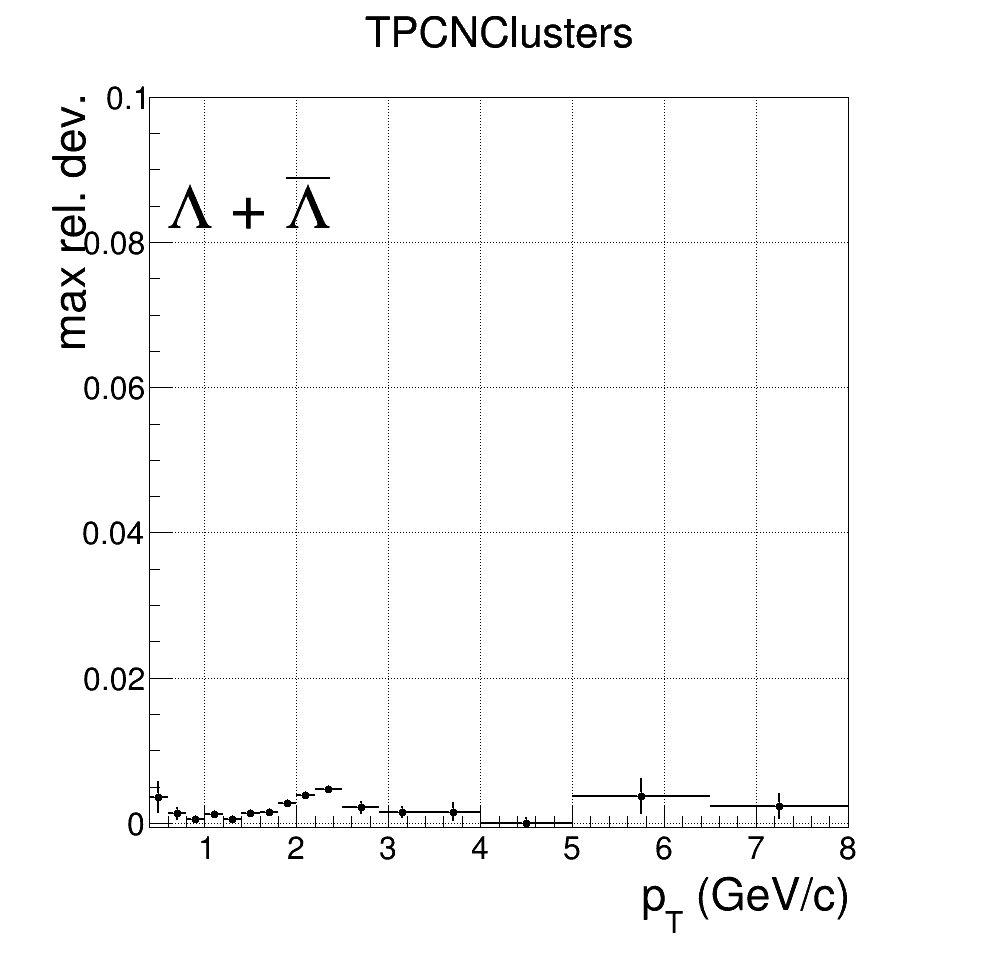 TPCNClusters
max rel. dev.
0.1
Λ + Λ̅
0.08
0.06
0.04
0.02
0
1 2 3 4 5 6 7 8
p_T (GeV/c)